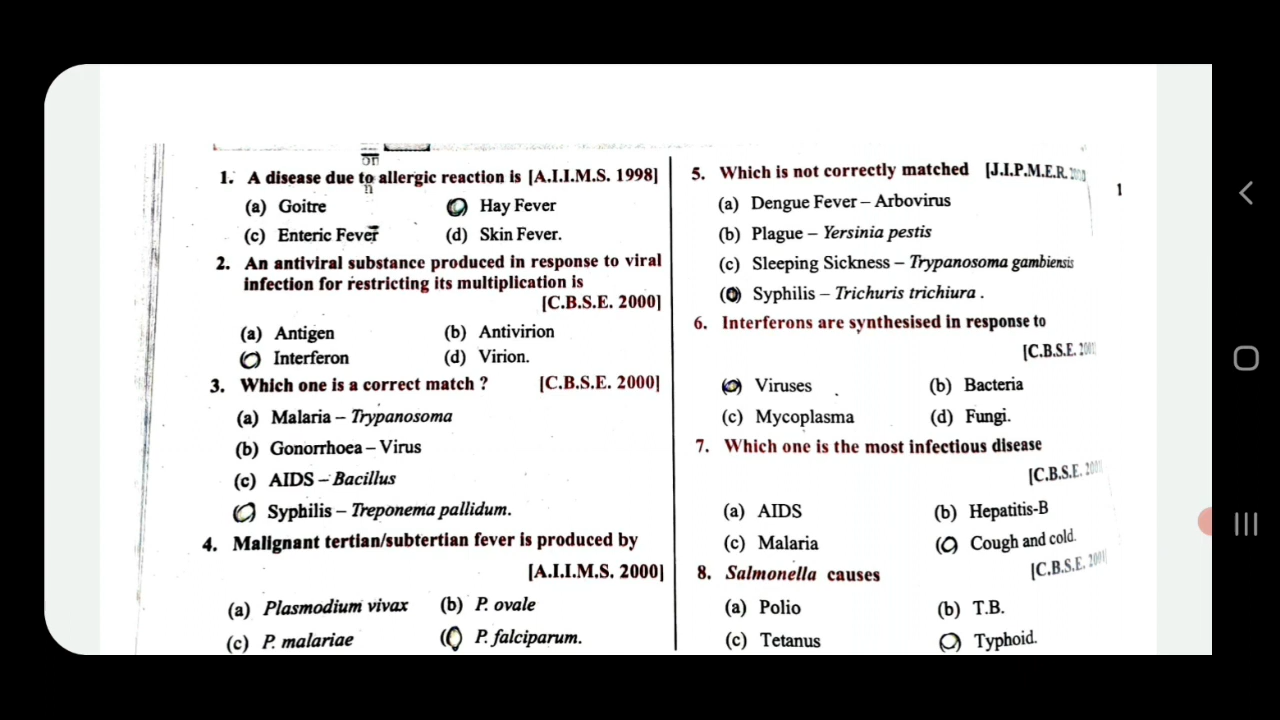 1. A disease due to allergic reaction is [A.I.I.M.S. 1998]
(a) Goitre Hay Fever
(c) Enteric Fever (d) Skin Fever.
2. An antiviral substance produced in response to viral
infection for restricting its multiplication is
[C.B.S.E. 2000]
(a) Antigen (b) Antivirion
Interferon (d) Virion.
3. Which one is a correct match ? [C.B.S.E. 2000]
(a) Malaria – Trypanosoma
(b) Gonorrhoea – Virus
(c) AIDS – Bacillus
Syphilis – Treponema pallidum.
4. Malignant tertian/subtertian fever is produced by
[A.I.I.M.S. 2000]
(a) Plasmodium vivax (b) P. ovale
(c) P. malariae P. falciparum.
5. Which is not correctly matched [J.I.P.M.E.R.
(a) Dengue Fever – Arbovirus
(b) Plague – Yersinia pestis
(c) Sleeping Sickness – Trypanosoma gambiensis
Syphilis – Trichuris trichiura .
6. Interferons are synthesised in response to
[C.B.S.E.
Viruses (b) Bacteria
(c) Mycoplasma (d) Fungi.
7. Which one is the most infectious disease
[C.B.S.E.
(a) AIDS (b) Hepatitis-B
(c) Malaria Cough and cold.
8. Salmonella causes [C.B.S.E.
(a) Polio (b) T.B.
(c) Tetanus Typhoid.
1